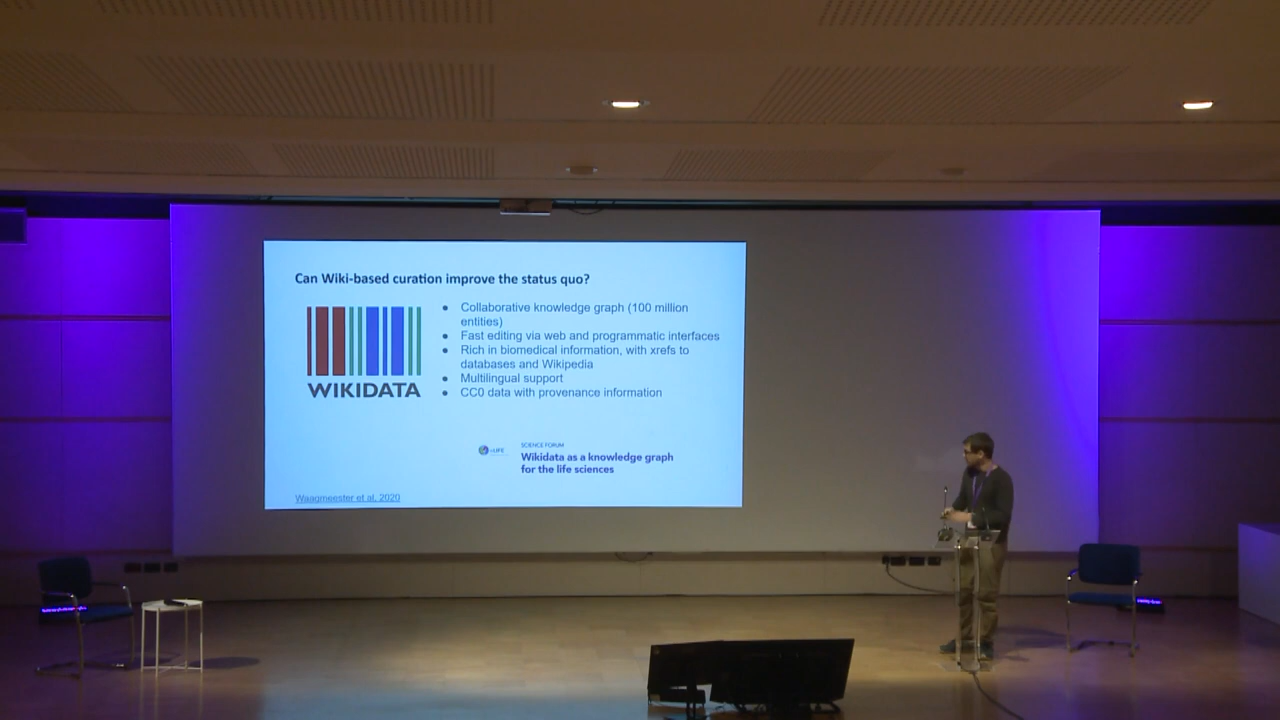 Can Wiki-based curation improve the status quo?
WIKIDATA
● Collaborative knowledge graph (100 million
entities)
● Fast editing via web and programmatic interfaces
● Rich in biomedical information, with xrefs to
databases and Wikipedia
● Multilingual support
● CC0 data with provenance information
eLIFE
SCIENCE FORUM
Wikidata as a knowledge graph
for the life sciences
Waagmeester et al, 2020